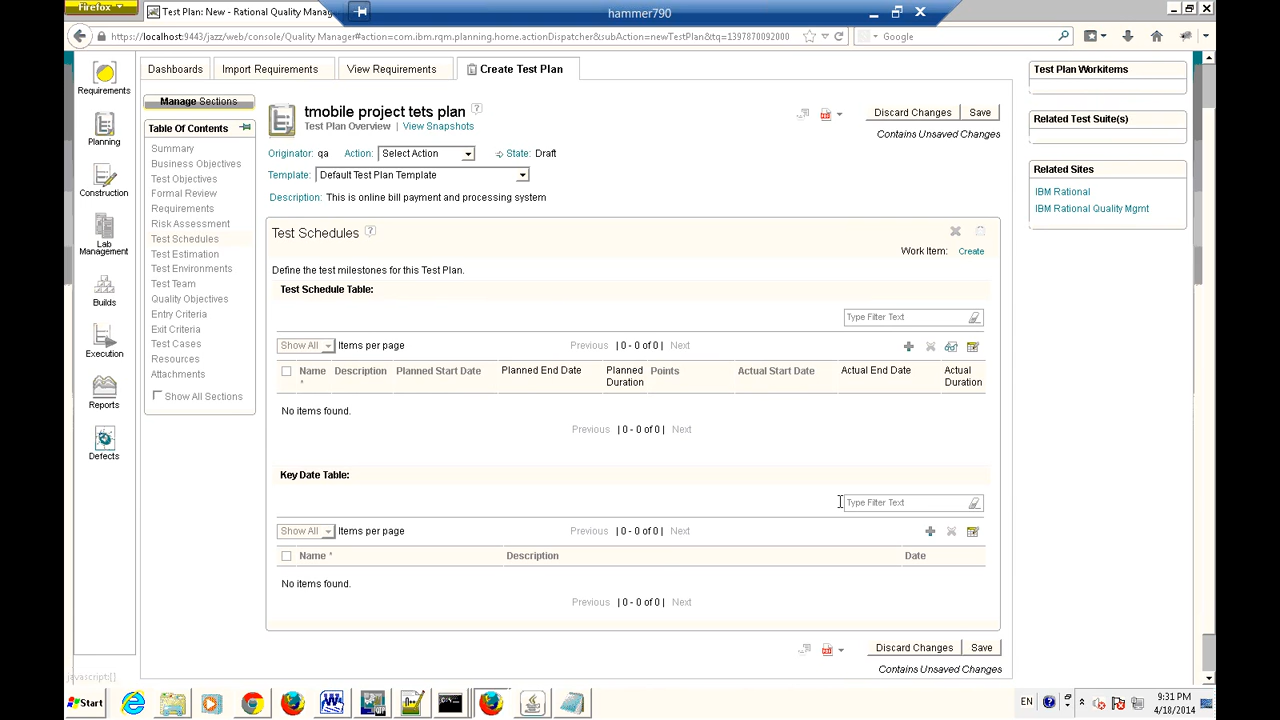 Firefox
Test Plan: New - Rational Quality Manag
hammer790
https://localhost:9443/jazz/web/console/Quality Manager#action=com.ibm.rqm.planning.home.actionDispatcher&subAction=newTestPlan&tq=1397870092000
Google
Dashboards
Import Requirements
View Requirements
Create Test Plan
Requirements
Planning
Construction
Lab
Management
Builds
Execution
Reports
Defects
Manage Sections
Table Of Contents
Summary
Business Objectives
Test Objectives
Formal Review
Requirements
Risk Assessment
Test Schedules
Test Estimation
Test Environments
Test Team
Quality Objectives
Entry Criteria
Exit Criteria
Test Cases
Resources
Attachments
Show All Sections
tmobile project tets plan
Test Plan Overview | View Snapshots
Discard Changes
Save
Contains Unsaved Changes
Originator: qa Action: Select Action State: Draft
Template: Default Test Plan Template
Description: This is online bill payment and processing system
Test Schedules
Work Item: Create
Define the test milestones for this Test Plan.
Test Schedule Table:
Type Filter Text
Show All Items per page Previous | 0 - 0 of 0 | Next
Name * Description Planned Start Date Planned End Date Planned Duration Points Actual Start Date Actual End Date Actual Duration
No items found.
Previous | 0 - 0 of 0 | Next
Key Date Table:
Type Filter Text
Show All Items per page Previous | 0 - 0 of 0 | Next
Name * Description Date
No items found.
Previous | 0 - 0 of 0 | Next
Discard Changes
Save
Contains Unsaved Changes
Test Plan Workitems
Related Test Suite(s)
Related Sites
IBM Rational
IBM Rational Quality Mgmt
javascript:[]
Start
EN
9:31 PM
4/18/2014